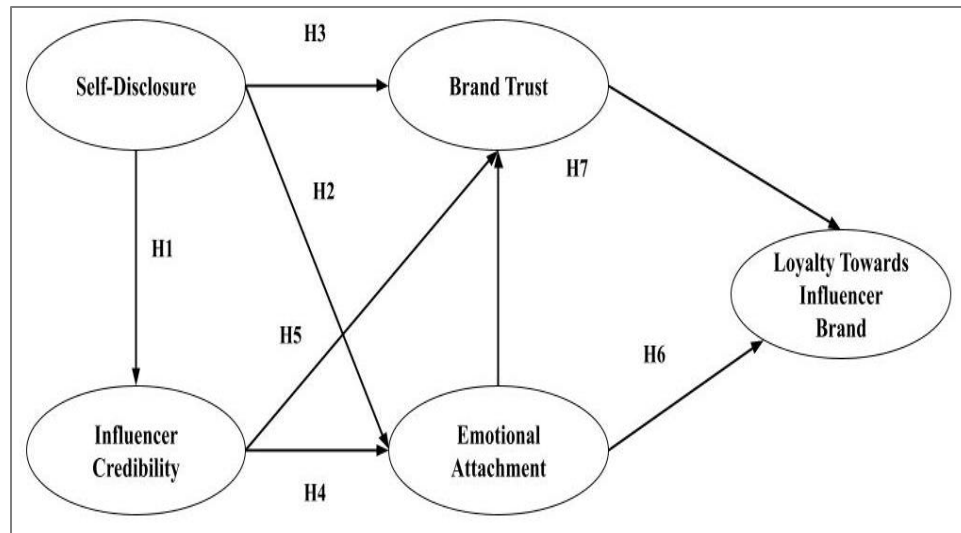 H3
Self-Disclosure
Brand Trust
H7
H2
H1
Loyalty Towards
Influencer
Brand
H5
H6
Influencer
Credibility
Emotional
Attachment
H4